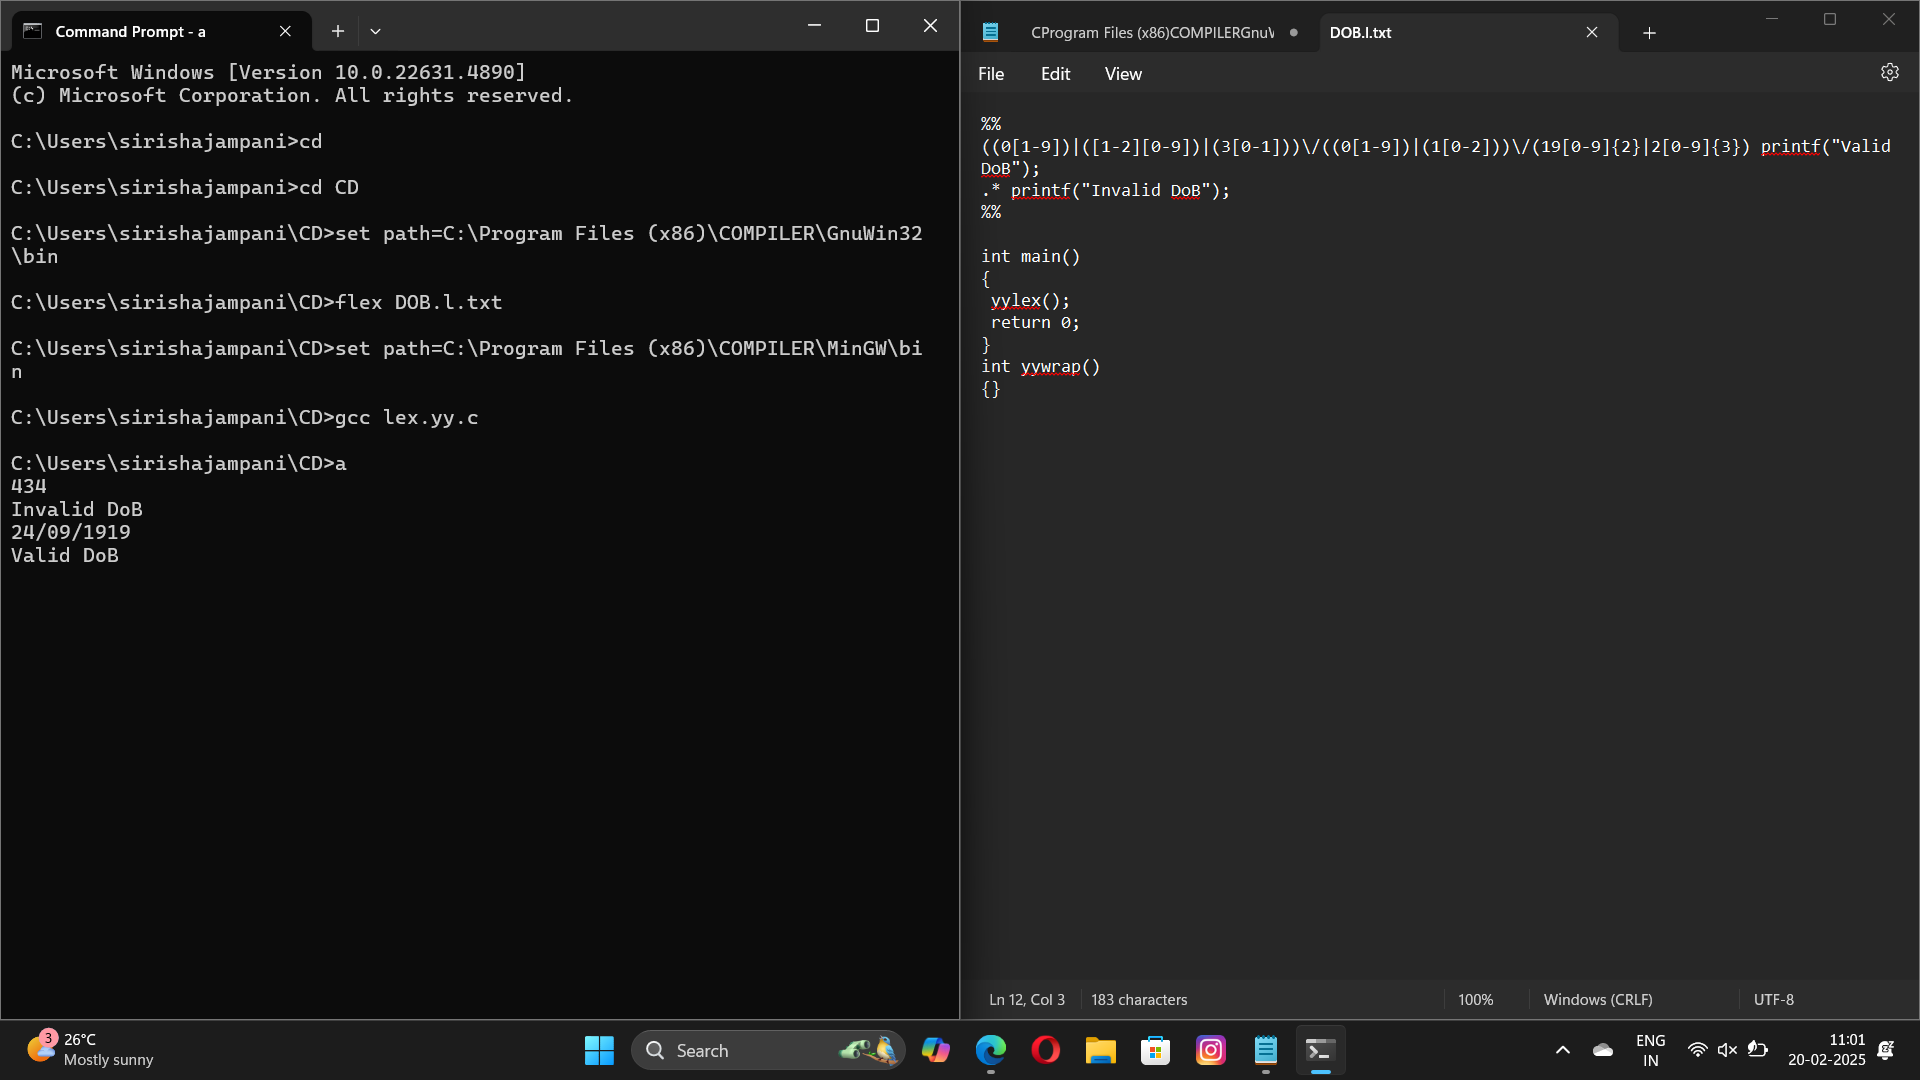 Command Prompt - a
Microsoft Windows [Version 10.0.22631.4890]
(c) Microsoft Corporation. All rights reserved.
C:\Users\sirishajampani>cd
C:\Users\sirishajampani>cd CD
C:\Users\sirishajampani\CD>set path=C:\Program Files (x86)\COMPILER\GnuWin32
\bin
C:\Users\sirishajampani\CD>flex DOB.l.txt
C:\Users\sirishajampani\CD>set path=C:\Program Files (x86)\COMPILER\MinGW\bi
n
C:\Users\sirishajampani\CD>gcc lex.yy.c
C:\Users\sirishajampani\CD>a
434
Invalid DoB
24/09/1919
Valid DoB
CProgram Files (x86)COMPILERGnuW
DOB.l.txt
File Edit View
%%
((0[1-9])|([1-2][0-9])|(3[0-1]))\/((0[1-9])|(1[0-2]))\/(19[0-9]{2}|2[0-9]{3}) printf("Valid
DoB");
.* printf("Invalid DoB");
%%
int main()
{
yylex();
return 0;
}
int yywrap()
{}
Ln 12, Col 3 183 characters 100% Windows (CRLF) UTF-8
3
26°C
Mostly sunny
Search
ENG
IN
11:01
20-02-2025